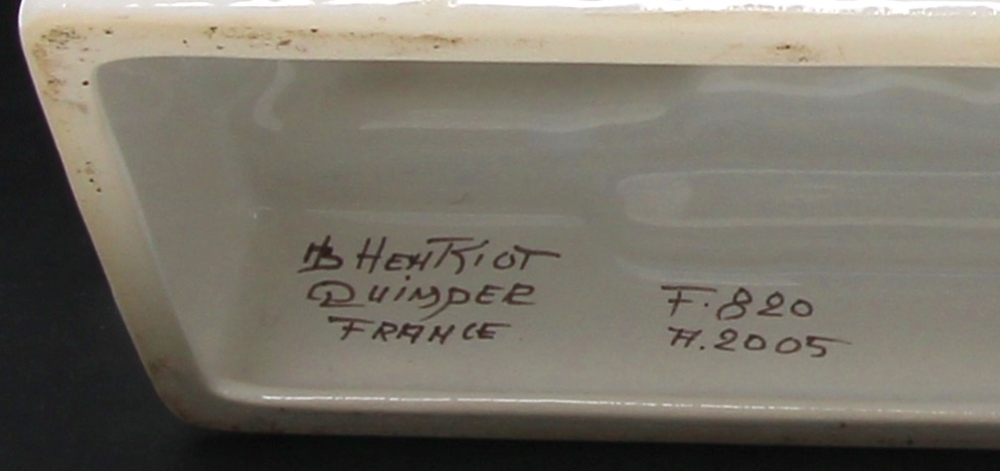 HB HENRIOT
QUIMPER
FRANCE
F.820
A.2005